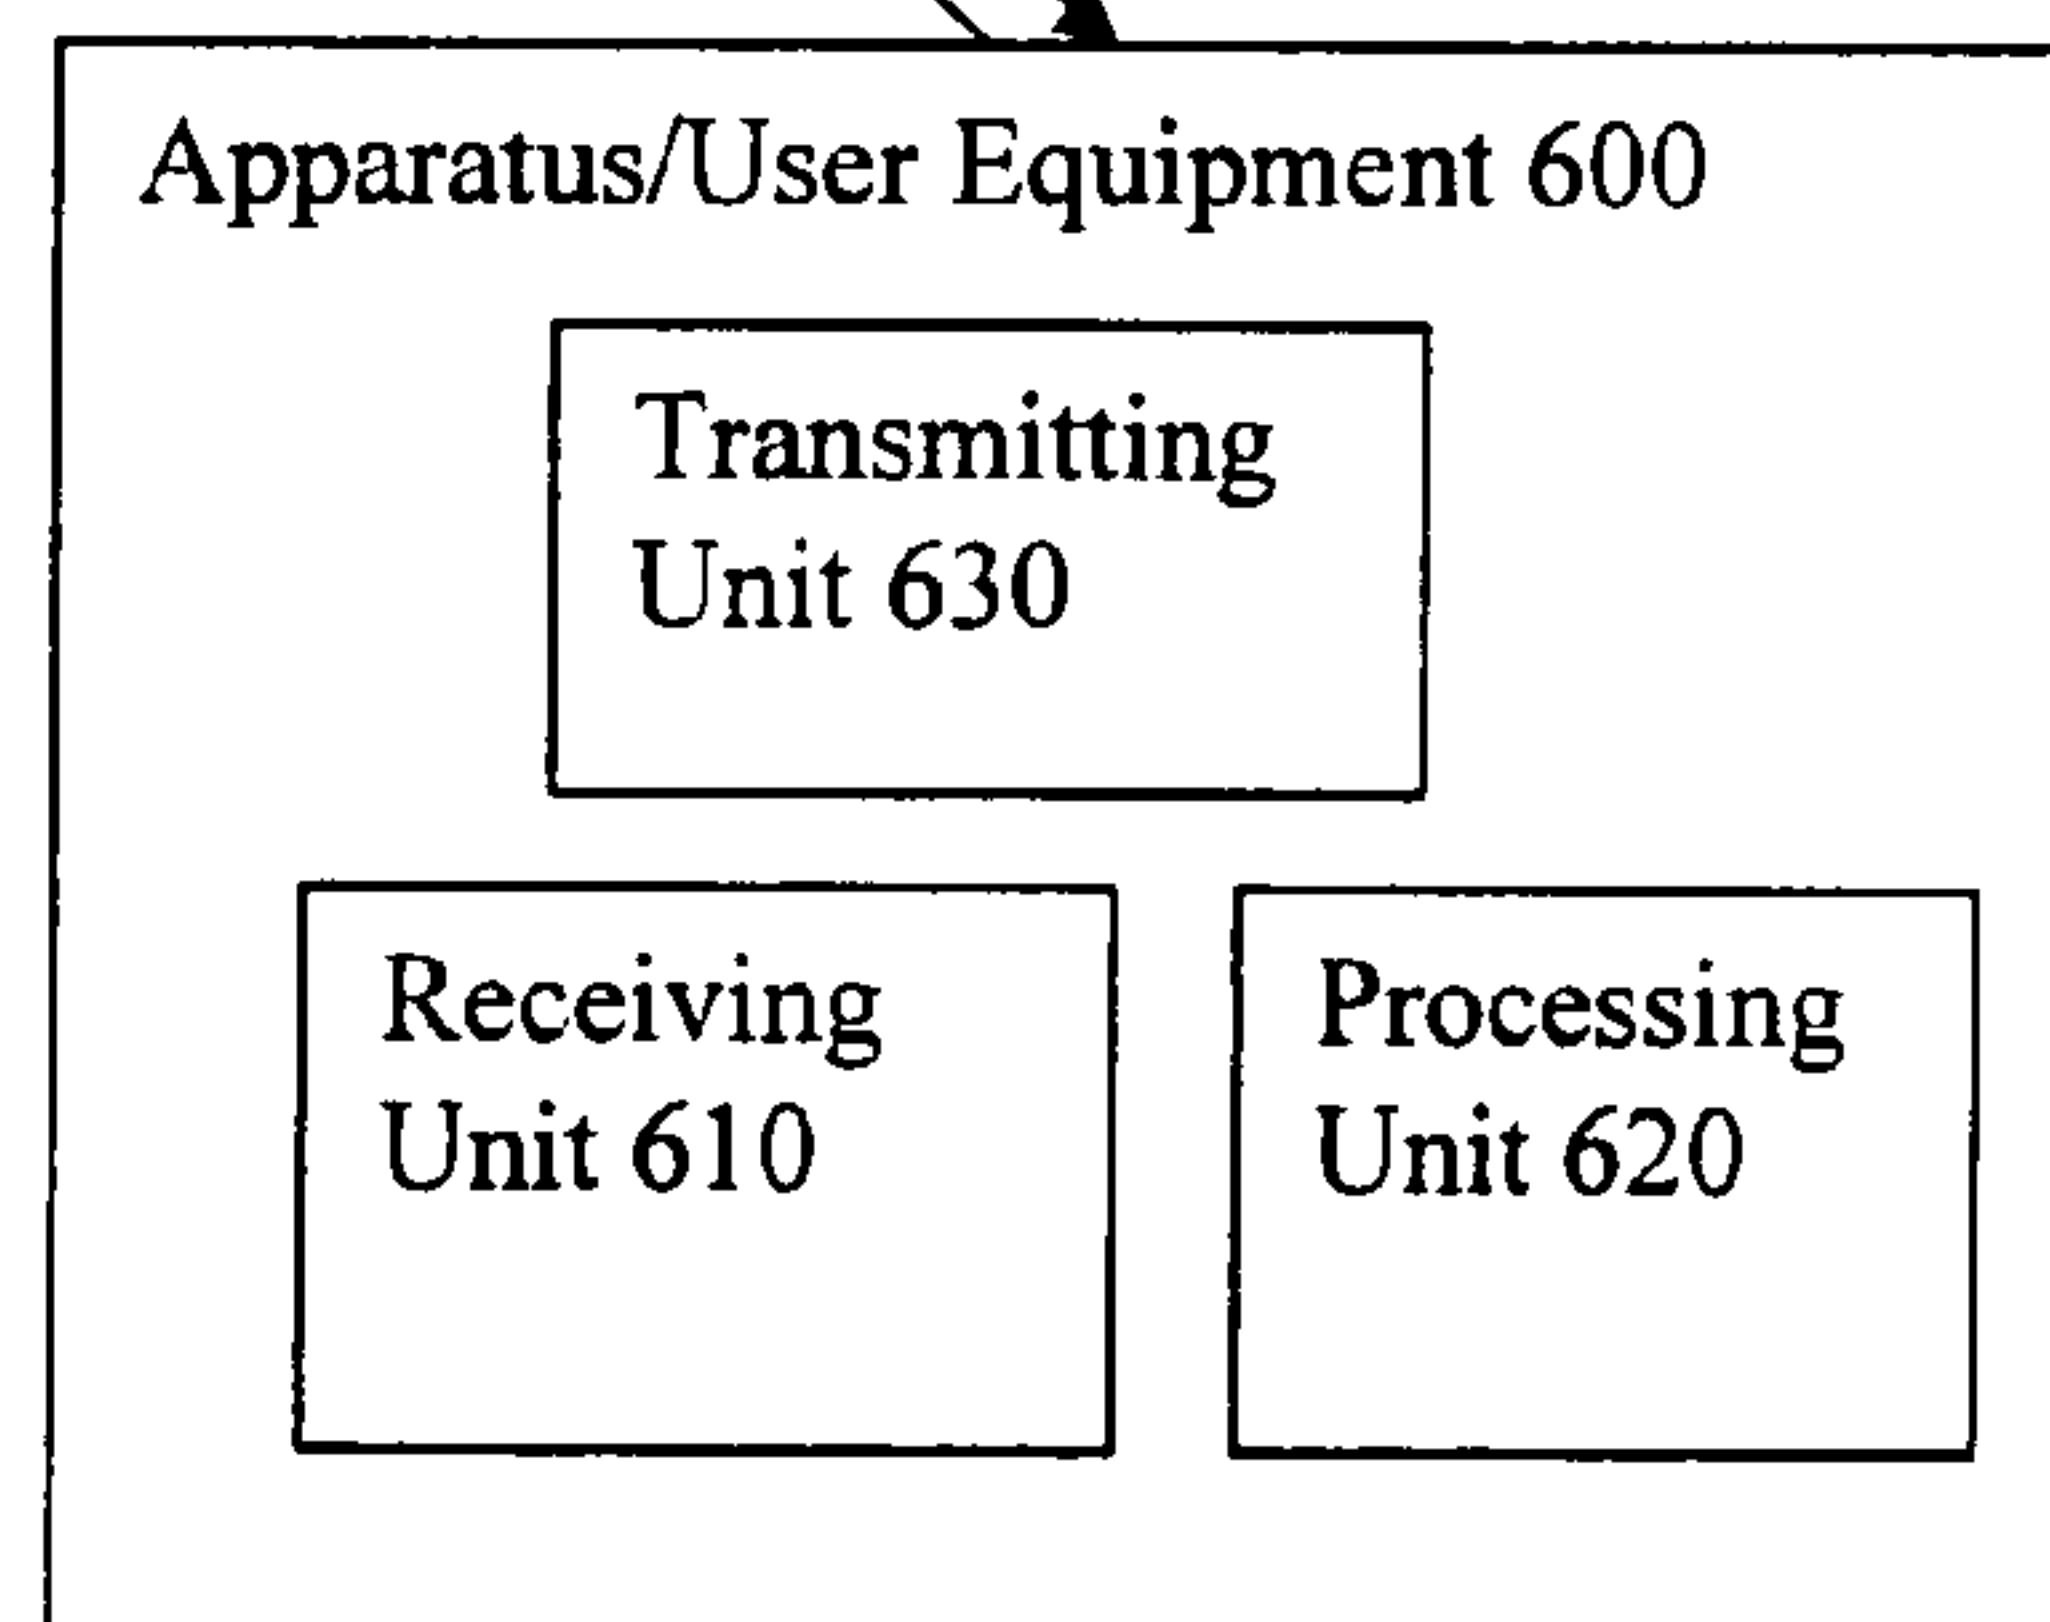 Apparatus/User Equipment 600
Transmitting
Unit 630
Receiving
Unit 610
Processing
Unit 620